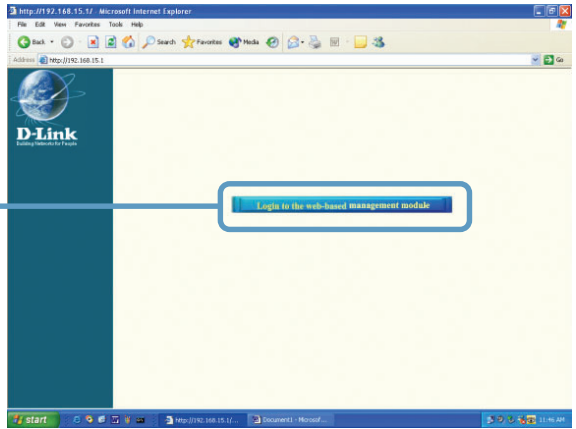 http://192.168.15.1/ - Microsoft Internet Explorer
File Edit View Favorites Tools Help
Back Search Favorites Media
Address http://192.168.15.1 Go
D-Link
Building Networks for People
Login to the web-based management module
start http://192.168.15.1/... Document1 - Microsof... 11:46 AM